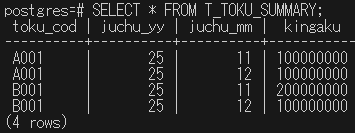 postgres=# SELECT * FROM T_TOKU_SUMMARY;
 toku_cod | juchu_yy | juchu_mm |  kingaku
----------+----------+----------+-----------
 A001     |       25 |       11 | 100000000
 A001     |       25 |       12 | 100000000
 B001     |       25 |       11 | 200000000
 B001     |       25 |       12 | 100000000
(4 rows)